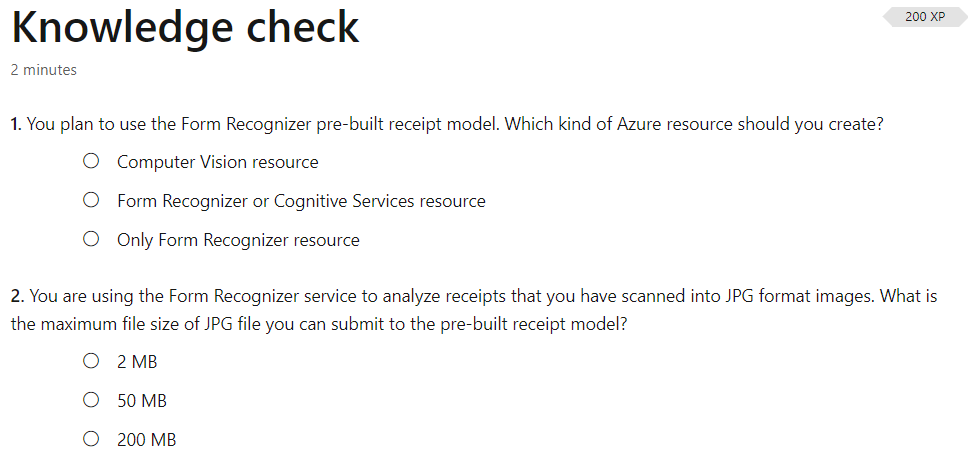 Knowledge check
200 XP
2 minutes
1. You plan to use the Form Recognizer pre-built receipt model. Which kind of Azure resource should you create?
Computer Vision resource
Form Recognizer or Cognitive Services resource
Only Form Recognizer resource
2. You are using the Form Recognizer service to analyze receipts that you have scanned into JPG format images. What is
the maximum file size of JPG file you can submit to the pre-built receipt model?
2 MB
50 MB
200 MB